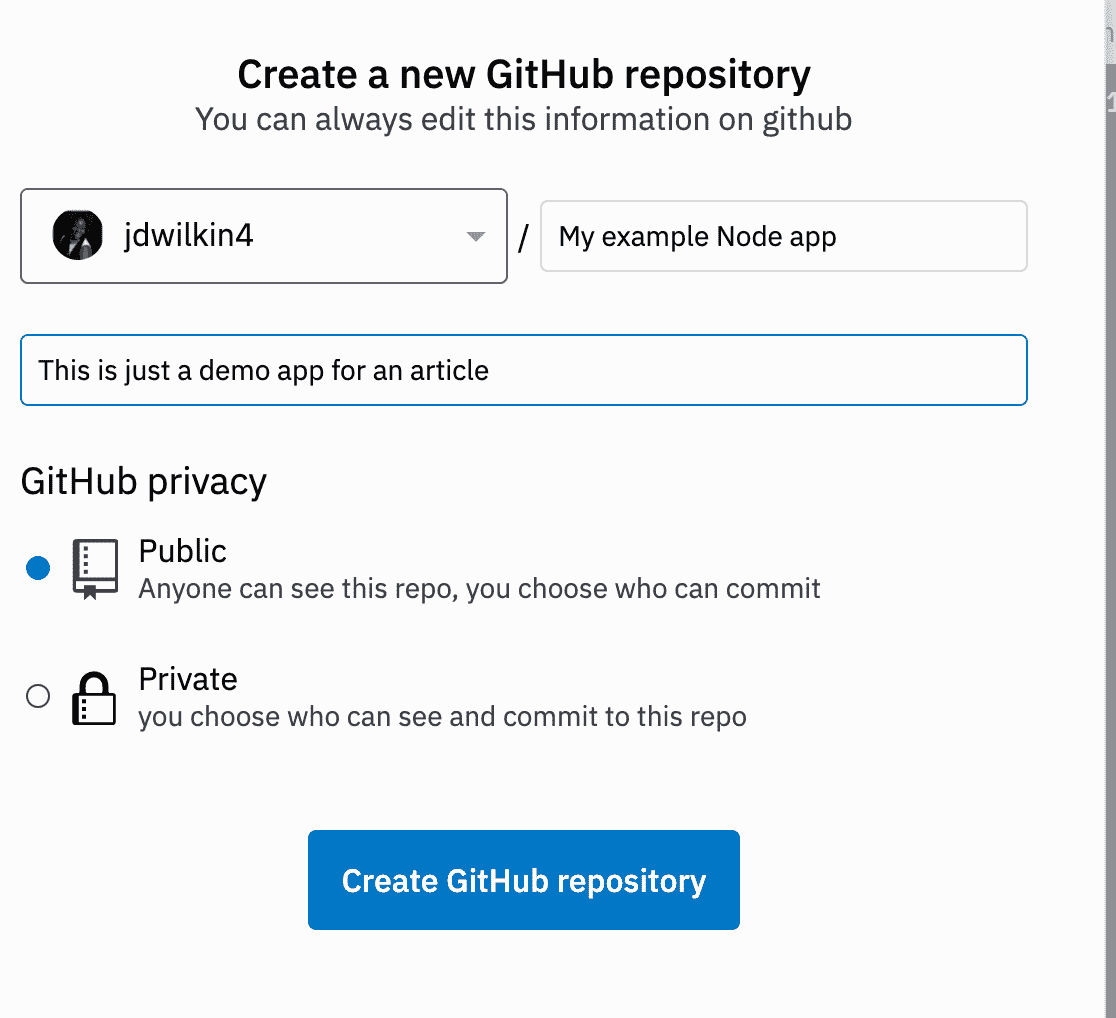 Create a new GitHub repository
You can always edit this information on github
jdwilkin4 / My example Node app
This is just a demo app for an article
GitHub privacy
Public
Anyone can see this repo, you choose who can commit
Private
you choose who can see and commit to this repo
Create GitHub repository